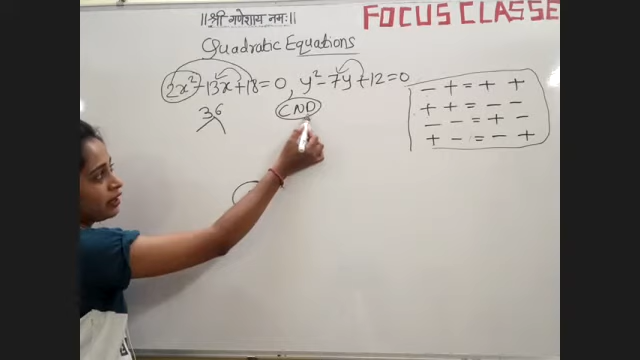 ||श्री गणेशाय नमः||
FOCUS CLASSE
Quadratic Equations
2x² - 13x + 18 = 0, y² - 7y + 12 = 0
36
CND
- + = + +
+ + = - -
- - = + -
+ - = - +